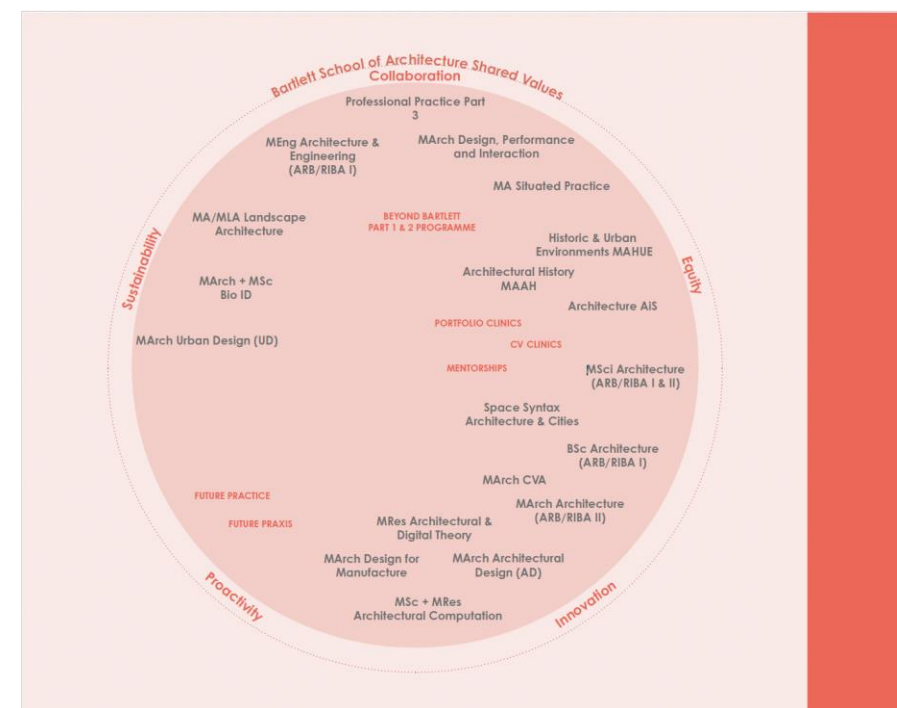 Bartlett School of Architecture Shared Values
Collaboration
Professional Practice Part
3
MEng Architecture &
Engineering
(ARB/RIBA I)
MArch Design, Performance
and Interaction
MA Situated Practice
MA/MLA Landscape
Architecture
BEYOND BARTLETT
PART 1 & 2 PROGRAMME
Historic & Urban
Environments MAHUE
Sustainability
Equity
Architectural History
MAAH
MArch + MSc
Bio ID
Architecture AiS
PORTFOLIO CLINICS
MArch Urban Design (UD)
CV CLINICS
MENTORSHIPS
MSci Architecture
(ARB/RIBA I & II)
Space Syntax
Architecture & Cities
BSc Architecture
(ARB/RIBA I)
MArch CVA
FUTURE PRACTICE
MArch Architecture
(ARB/RIBA II)
FUTURE PRAXIS
MRes Architectural &
Digital Theory
MArch Design for
Manufacture
MArch Architectural
Design (AD)
Proactivity
Innovation
MSc + MRes
Architectural Computation